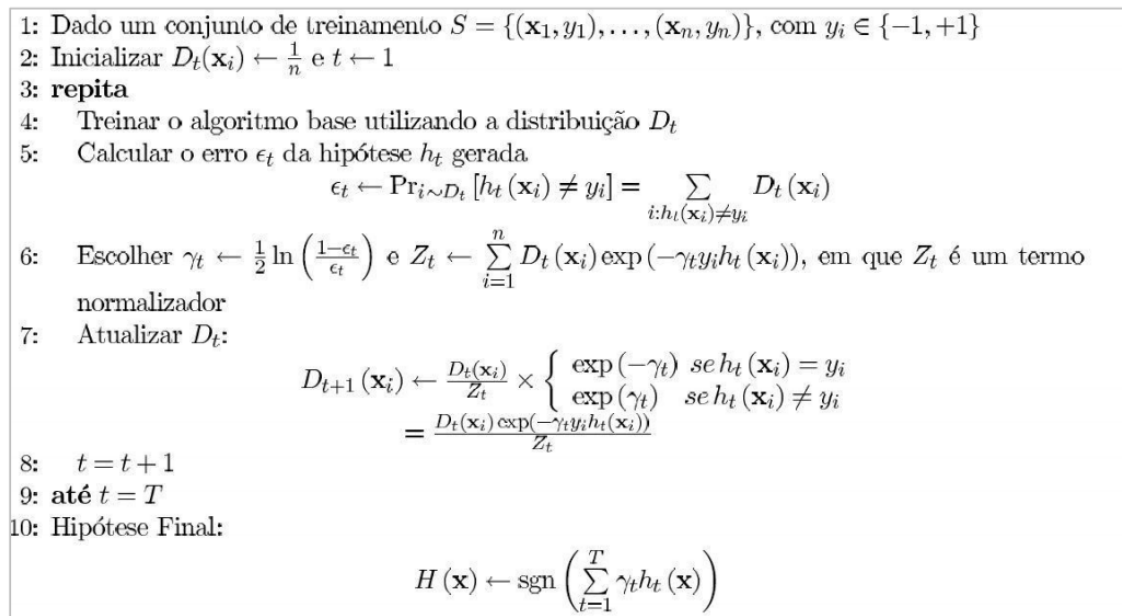 1: Dado um conjunto de treinamento S = {(x₁, y₁), . . . , (xₙ, yₙ)}, com yᵢ ∈ {−1, +1}
2: Inicializar Dₜ(xᵢ) ← 1/n e t ← 1
3: repita
4: Treinar o algoritmo base utilizando a distribuição Dₜ
5: Calcular o erro ϵₜ da hipótese hₜ gerada
ϵₜ ← Pr_{i∼Dₜ} [hₜ (xᵢ) ≠ yᵢ] = ∑_{i:hₜ(xᵢ)≠yᵢ} Dₜ (xᵢ)
6: Escolher γₜ ← ½ ln ((1−ϵₜ)/ϵₜ) e Zₜ ← ∑_{i=1}^{n} Dₜ (xᵢ) exp (−γₜyᵢhₜ (xᵢ)), em que Zₜ é um termo
normalizador
7: Atualizar Dₜ:
Dₜ₊₁ (xᵢ) ← Dₜ(xᵢ)/Zₜ × { exp (−γₜ) se hₜ (xᵢ) = yᵢ
exp (γₜ) se hₜ (xᵢ) ≠ yᵢ
= Dₜ(xᵢ) exp(−γₜyᵢhₜ(xᵢ))/Zₜ
8: t = t + 1
9: até t = T
10: Hipótese Final:
H (x) ← sgn (∑_{t=1}^{T} γₜhₜ (x))